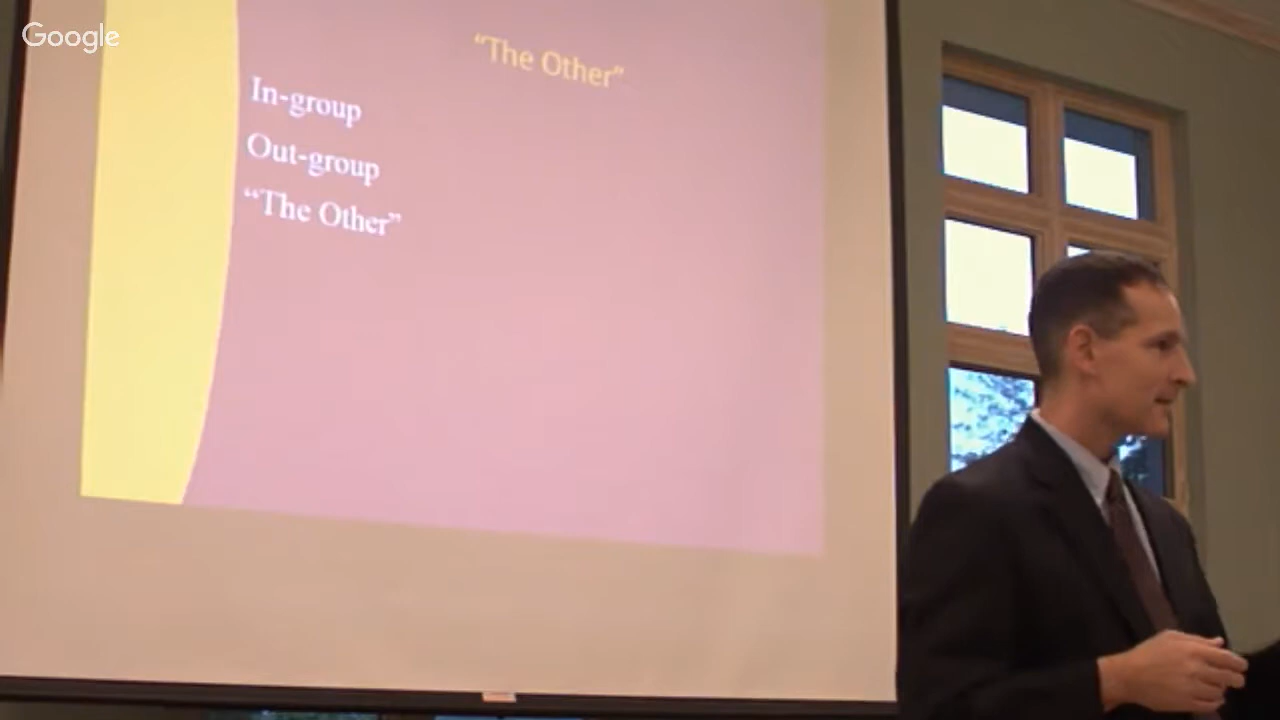 Google
“The Other”
In-group
Out-group
“The Other”